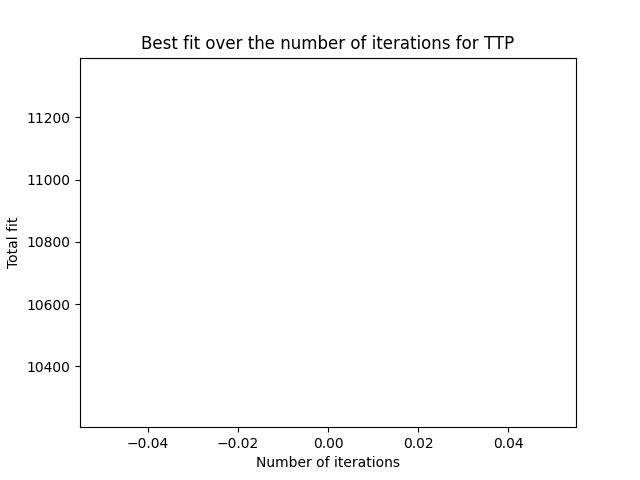 Best fit over the number of iterations for TTP
11200
11000
10800
10600
10400
Total fit
−0.04 −0.02 0.00 0.02 0.04
Number of iterations